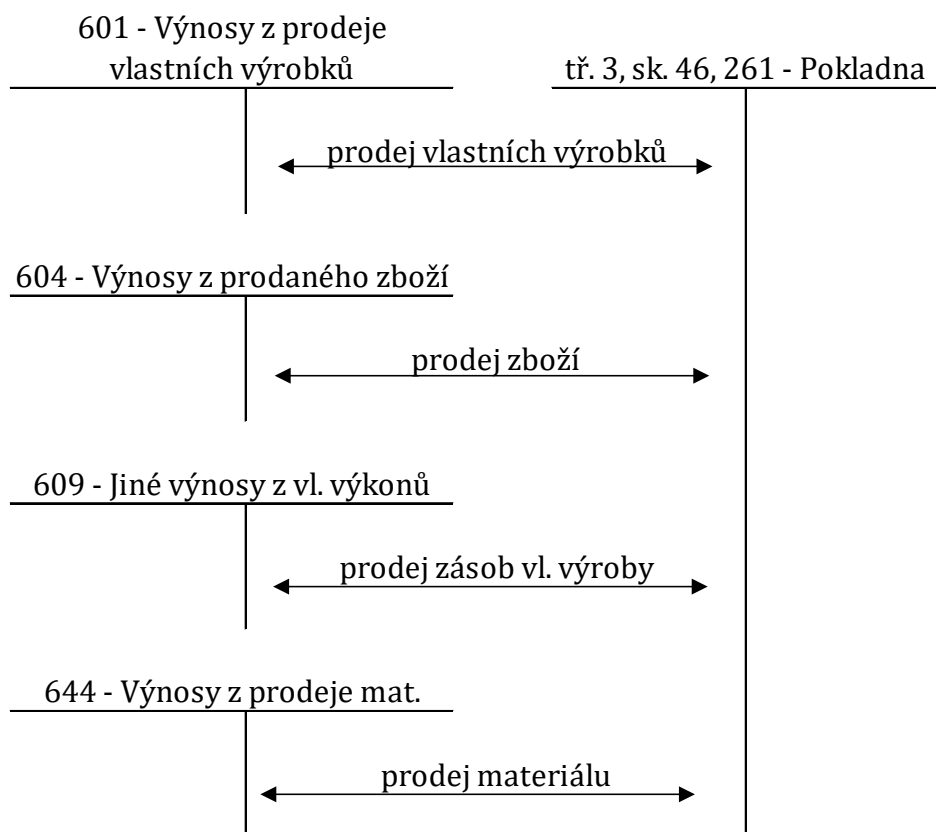 601 - Výnosy z prodeje
vlastních výrobků
tř. 3, sk. 46, 261 - Pokladna
prodej vlastních výrobků
604 - Výnosy z prodaného zboží
prodej zboží
609 - Jiné výnosy z vl. výkonů
prodej zásob vl. výroby
644 - Výnosy z prodeje mat.
prodej materiálu